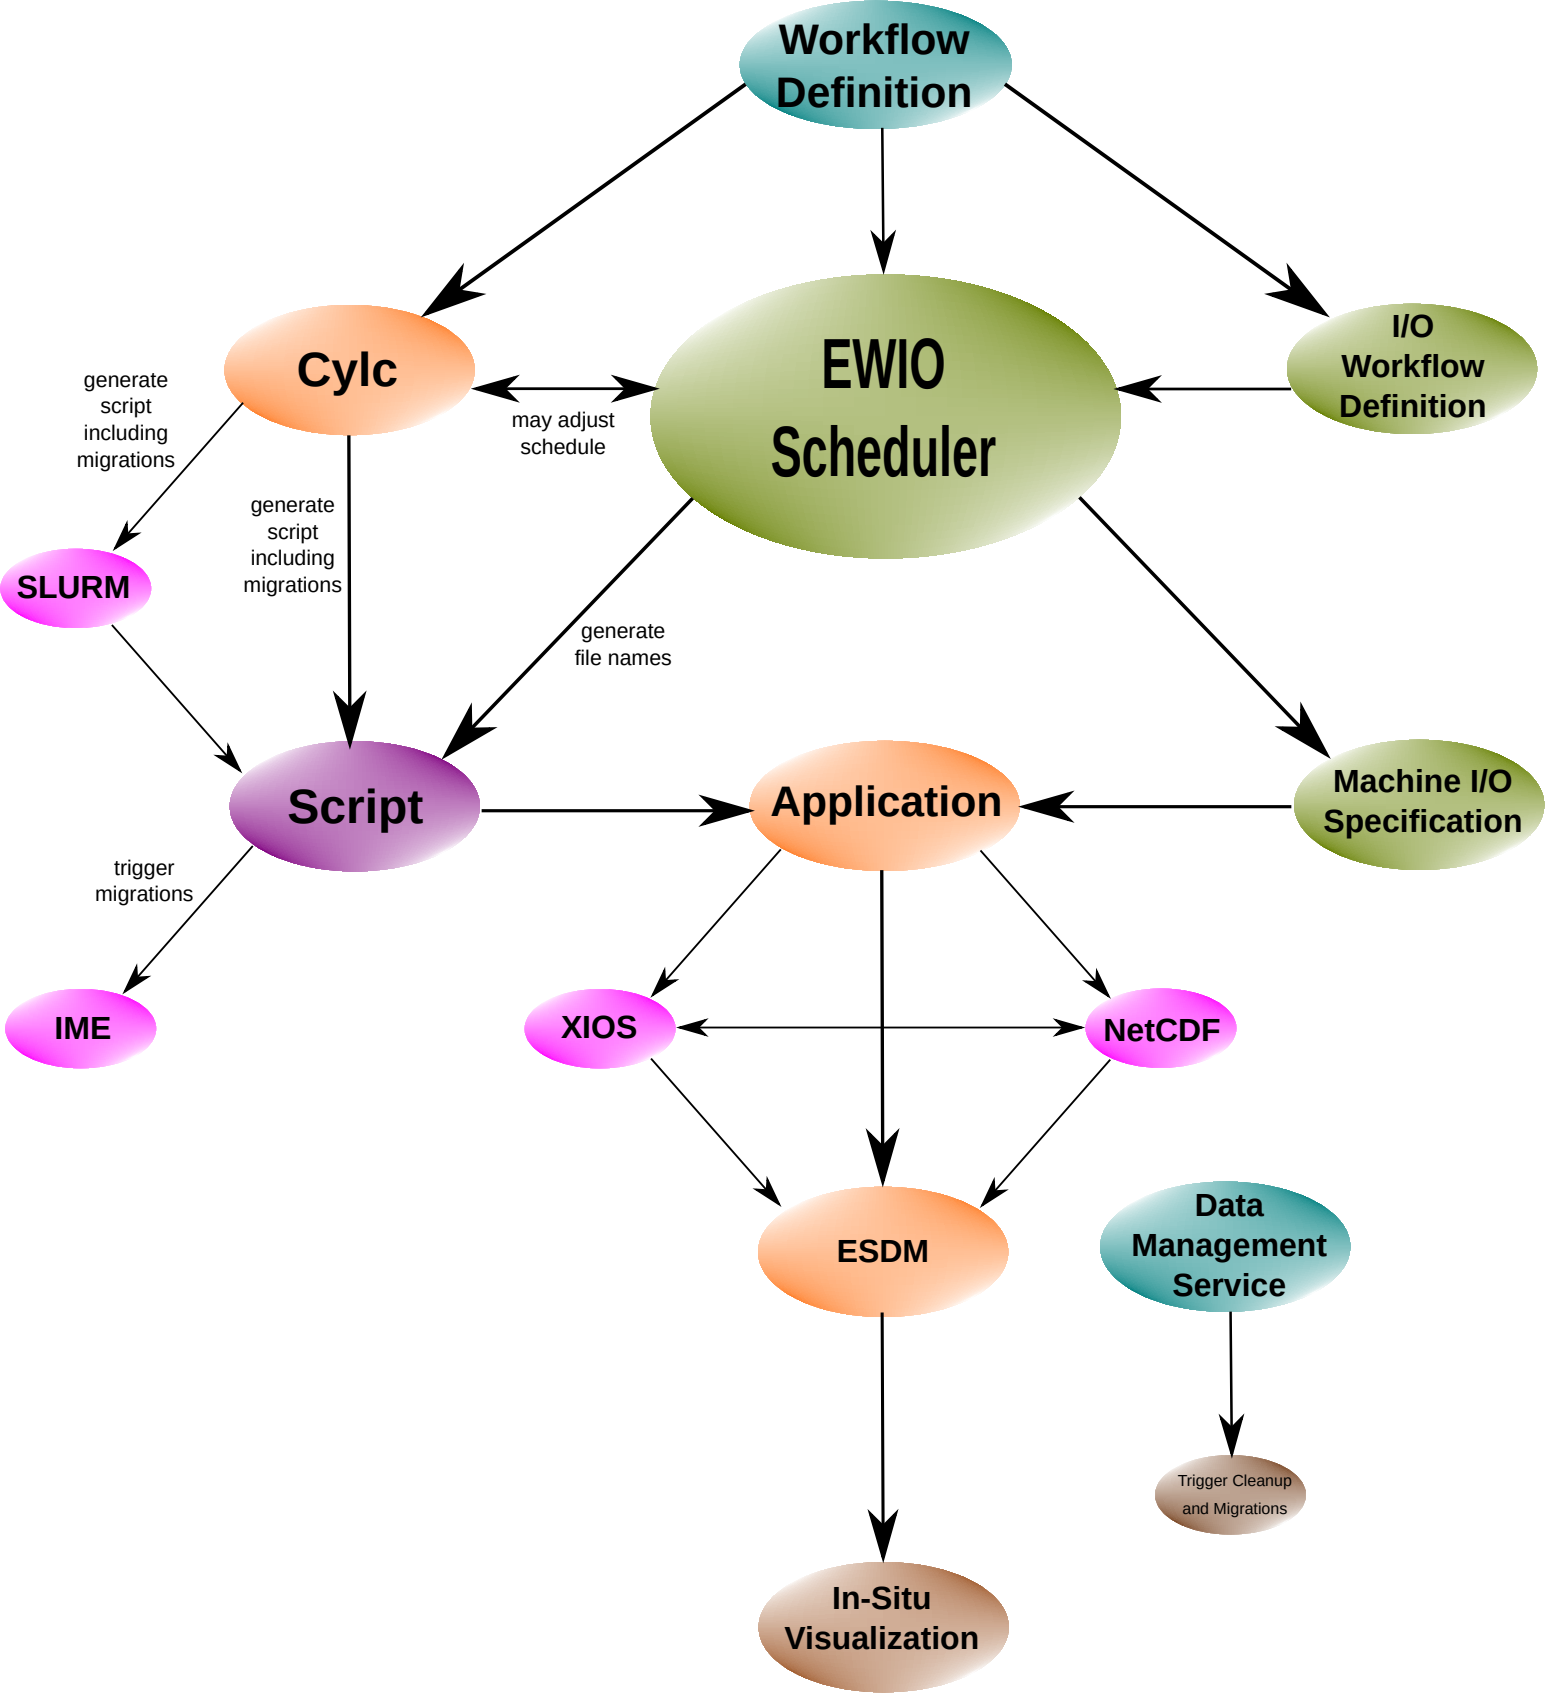 Workflow
Definition
Cylc
EWIO
Scheduler
I/O
Workflow
Definition
generate
script
including
migrations
may adjust
schedule
generate
script
including
migrations
SLURM
generate
file names
Script
Application
Machine I/O
Specification
trigger
migrations
IME
XIOS
NetCDF
ESDM
Data
Management
Service
Trigger Cleanup
and Migrations
In-Situ
Visualization